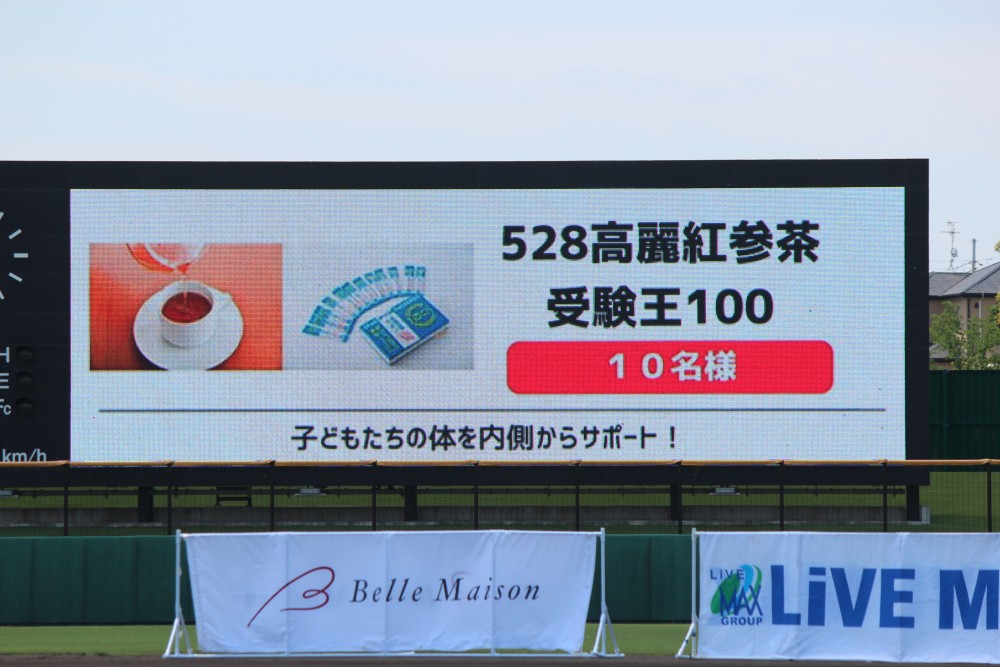 528高麗紅参茶
受験王100
１０名様
子どもたちの体を内側からサポート！
H
E
Fc
km/h
Belle Maison
LiVE
MAX
GROUP
LiVE M